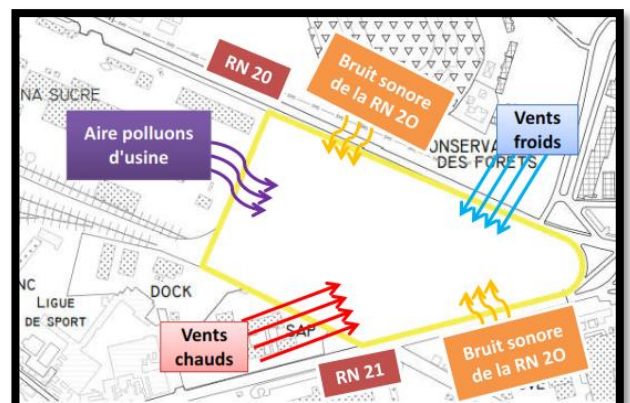 RN 20
Bruit sonore
de la RN 2O
NA SUCRE
Aire polluons
d'usine
Vents
froids
ONSERVA
DES FORETS
NC
LIGUE
DE SPORT
DOCK
Vents
chauds
SAP
RN 21
Bruit sonore
de la RN 2O